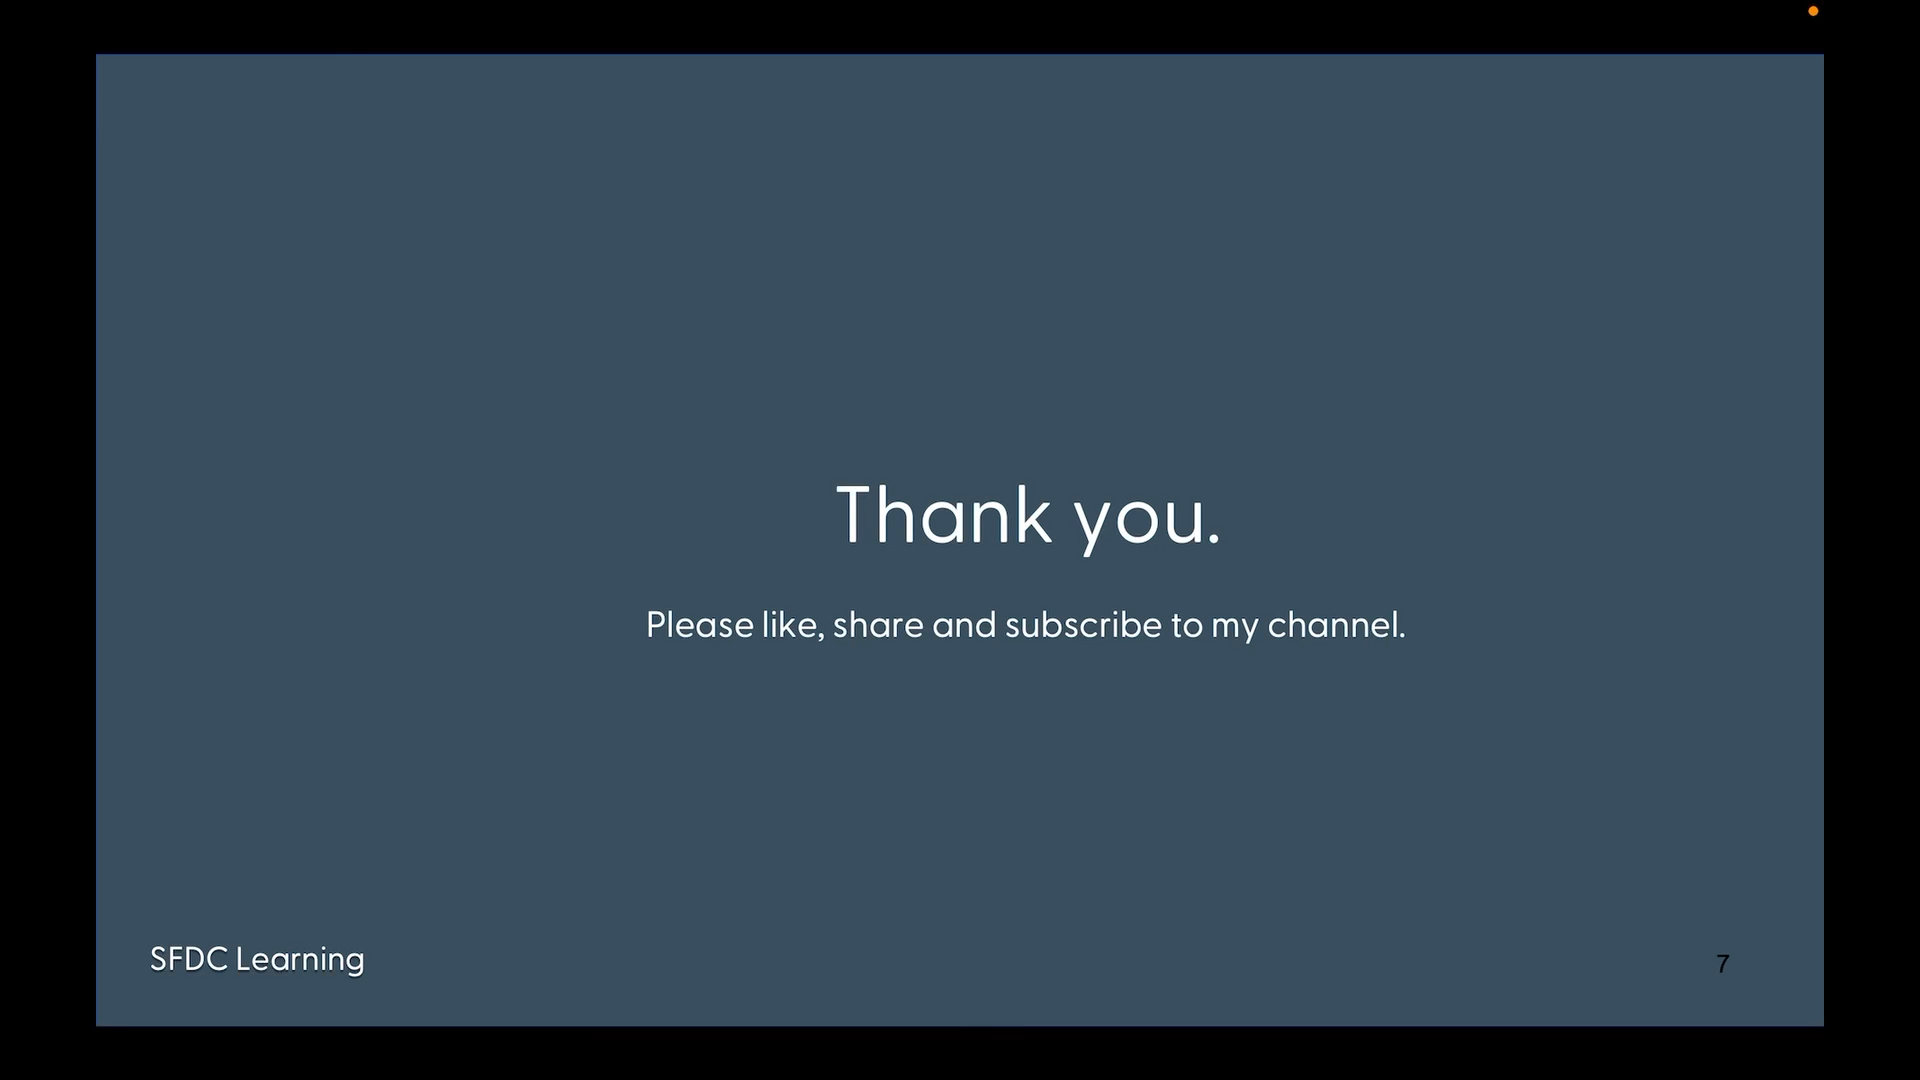 Thank you.
Please like, share and subscribe to my channel.
SFDC Learning
7